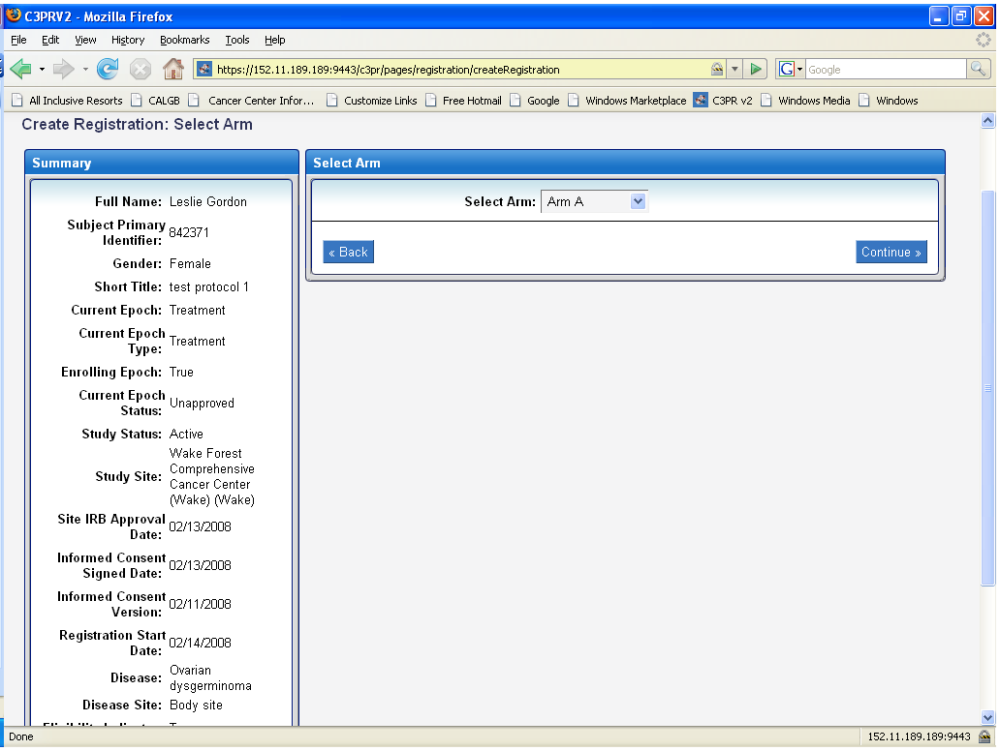 C3PRV2 - Mozilla Firefox
File Edit View History Bookmarks Tools Help
https://152.11.189.189:9443/c3pr/pages/registration/createRegistration
G Google
All Inclusive Resorts CALGB Cancer Center Infor... Customize Links Free Hotmail Google Windows Marketplace C3PR v2 Windows Media Windows
Create Registration: Select Arm
Summary
Full Name: Leslie Gordon
Subject Primary
Identifier: 842371
Gender: Female
Short Title: test protocol 1
Current Epoch: Treatment
Current Epoch
Type: Treatment
Enrolling Epoch: True
Current Epoch
Status: Unapproved
Study Status: Active
Study Site: Wake Forest
Comprehensive
Cancer Center
(Wake) (Wake)
Site IRB Approval
Date: 02/13/2008
Informed Consent
Signed Date: 02/13/2008
Informed Consent
Version: 02/11/2008
Registration Start
Date: 02/14/2008
Disease: Ovarian
dysgerminoma
Disease Site: Body site
Select Arm
Select Arm: Arm A
« Back
Continue »
Done
152.11.189.189:9443